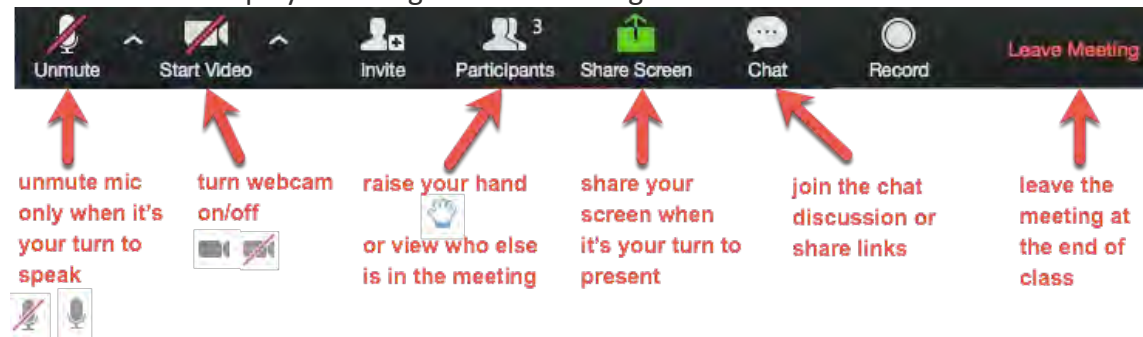 3
Unmute Start Video Invite Participants Share Screen Chat Record Leave Meeting
unmute mic
only when it's
your turn to
speak
turn webcam
on/off
raise your hand
or view who else
is in the meeting
share your
screen when
it's your turn to
present
join the chat
discussion or
share links
leave the
meeting at
the end of
class